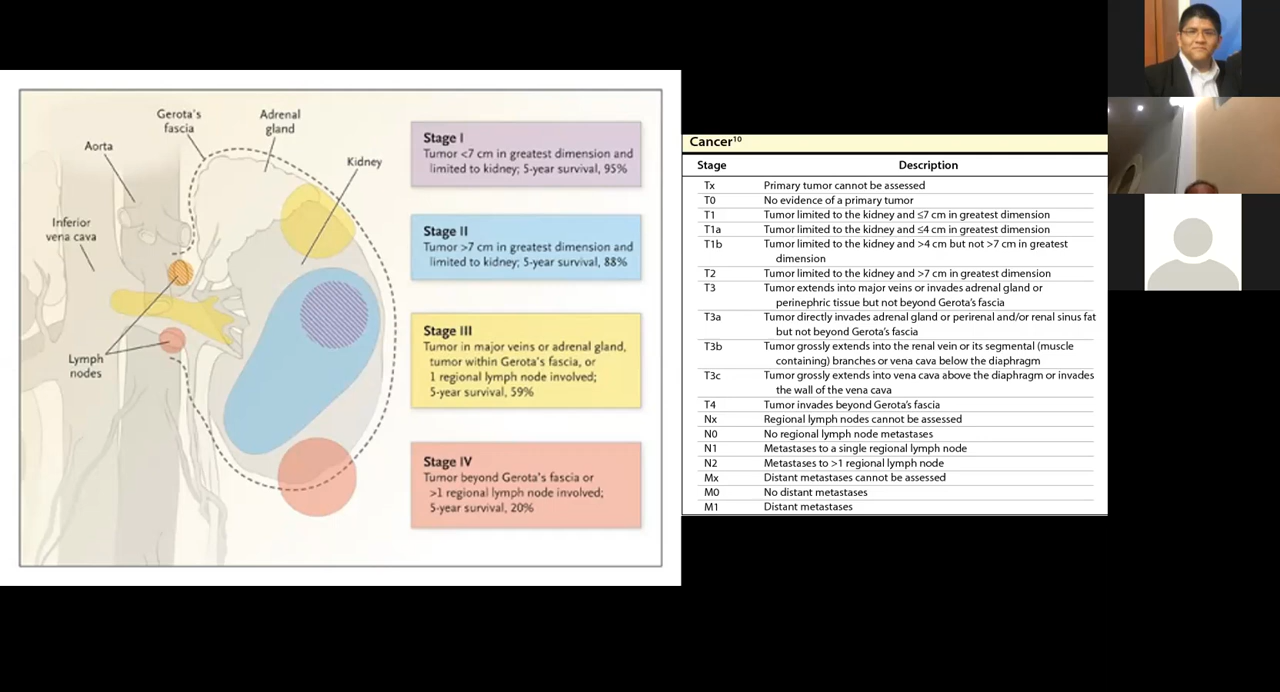 Gerota's
fascia
Adrenal
gland
Aorta
Kidney
Inferior
vena cava
Lymph
nodes
Stage I
Tumor <7 cm in greatest dimension and
limited to kidney; 5-year survival, 95%
Stage II
Tumor >7 cm in greatest dimension and
limited to kidney; 5-year survival, 88%
Stage III
Tumor in major veins or adrenal gland,
tumor within Gerota's fascia, or
1 regional lymph node involved;
5-year survival, 59%
Stage IV
Tumor beyond Gerota's fascia or
>1 regional lymph node involved;
5-year survival, 20%
Cancer¹⁰
Stage Description
Tx Primary tumor cannot be assessed
T0 No evidence of a primary tumor
T1 Tumor limited to the kidney and ≤7 cm in greatest dimension
T1a Tumor limited to the kidney and ≤4 cm in greatest dimension
T1b Tumor limited to the kidney and >4 cm but not >7 cm in greatest
dimension
T2 Tumor limited to the kidney and >7 cm in greatest dimension
T3 Tumor extends into major veins or invades adrenal gland or
perinephric tissue but not beyond Gerota's fascia
T3a Tumor directly invades adrenal gland or perirenal and/or renal sinus fat
but not beyond Gerota's fascia
T3b Tumor grossly extends into the renal vein or its segmental (muscle
containing) branches or vena cava below the diaphragm
T3c Tumor grossly extends into vena cava above the diaphragm or invades
the wall of the vena cava
T4 Tumor invades beyond Gerota's fascia
Nx Regional lymph nodes cannot be assessed
N0 No regional lymph node metastases
N1 Metastases to a single regional lymph node
N2 Metastases to >1 regional lymph node
Mx Distant metastases cannot be assessed
M0 No distant metastases
M1 Distant metastases